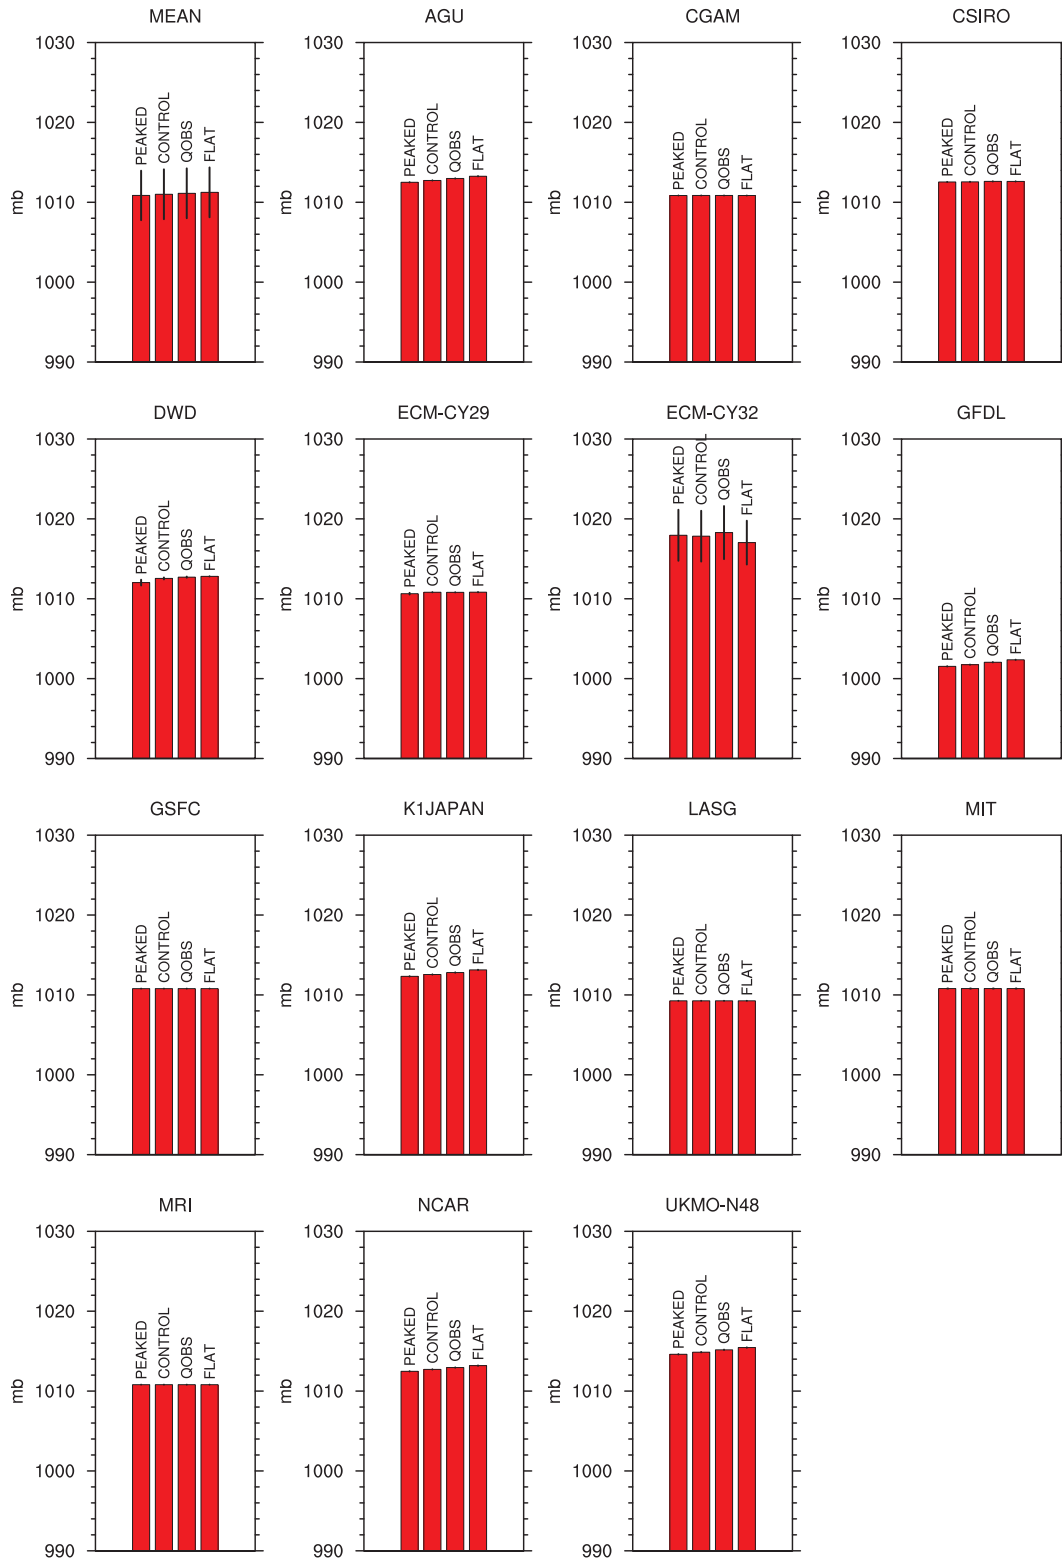 MEAN
1030
1020
1010
1000
990
mb
PEAKED
CONTROL
QOBS
FLAT
AGU
1030
1020
1010
1000
990
mb
PEAKED
CONTROL
QOBS
FLAT
CGAM
1030
1020
1010
1000
990
mb
PEAKED
CONTROL
QOBS
FLAT
CSIRO
1030
1020
1010
1000
990
mb
PEAKED
CONTROL
QOBS
FLAT
DWD
1030
1020
1010
1000
990
mb
PEAKED
CONTROL
QOBS
FLAT
ECM-CY29
1030
1020
1010
1000
990
mb
PEAKED
CONTROL
QOBS
FLAT
ECM-CY32
1030
1020
1010
1000
990
mb
PEAKED
CONTROL
QOBS
FLAT
GFDL
1030
1020
1010
1000
990
mb
PEAKED
CONTROL
QOBS
FLAT
GSFC
1030
1020
1010
1000
990
mb
PEAKED
CONTROL
QOBS
FLAT
K1JAPAN
1030
1020
1010
1000
990
mb
PEAKED
CONTROL
QOBS
FLAT
LASG
1030
1020
1010
1000
990
mb
PEAKED
CONTROL
QOBS
FLAT
MIT
1030
1020
1010
1000
990
mb
PEAKED
CONTROL
QOBS
FLAT
MRI
1030
1020
1010
1000
990
mb
PEAKED
CONTROL
QOBS
FLAT
NCAR
1030
1020
1010
1000
990
mb
PEAKED
CONTROL
QOBS
FLAT
UKMO-N48
1030
1020
1010
1000
990
mb
PEAKED
CONTROL
QOBS
FLAT